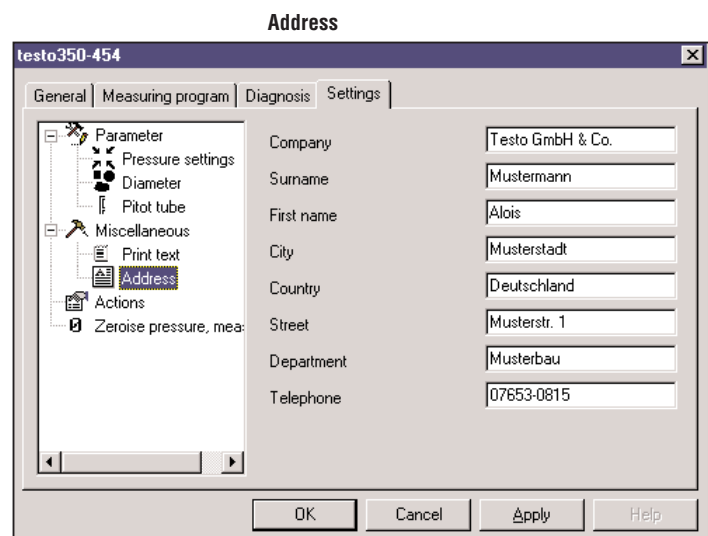 Address
testo350-454
General Measuring program Diagnosis Settings
Parameter
Pressure settings
Diameter
Pitot tube
Miscellaneous
Print text
Address
Actions
0 Zeroise pressure, mea
Company Testo GmbH & Co.
Surname Mustermann
First name Alois
City Musterstadt
Country Deutschland
Street Musterstr. 1
Department Musterbau
Telephone 07653-0815
OK Cancel Apply Help